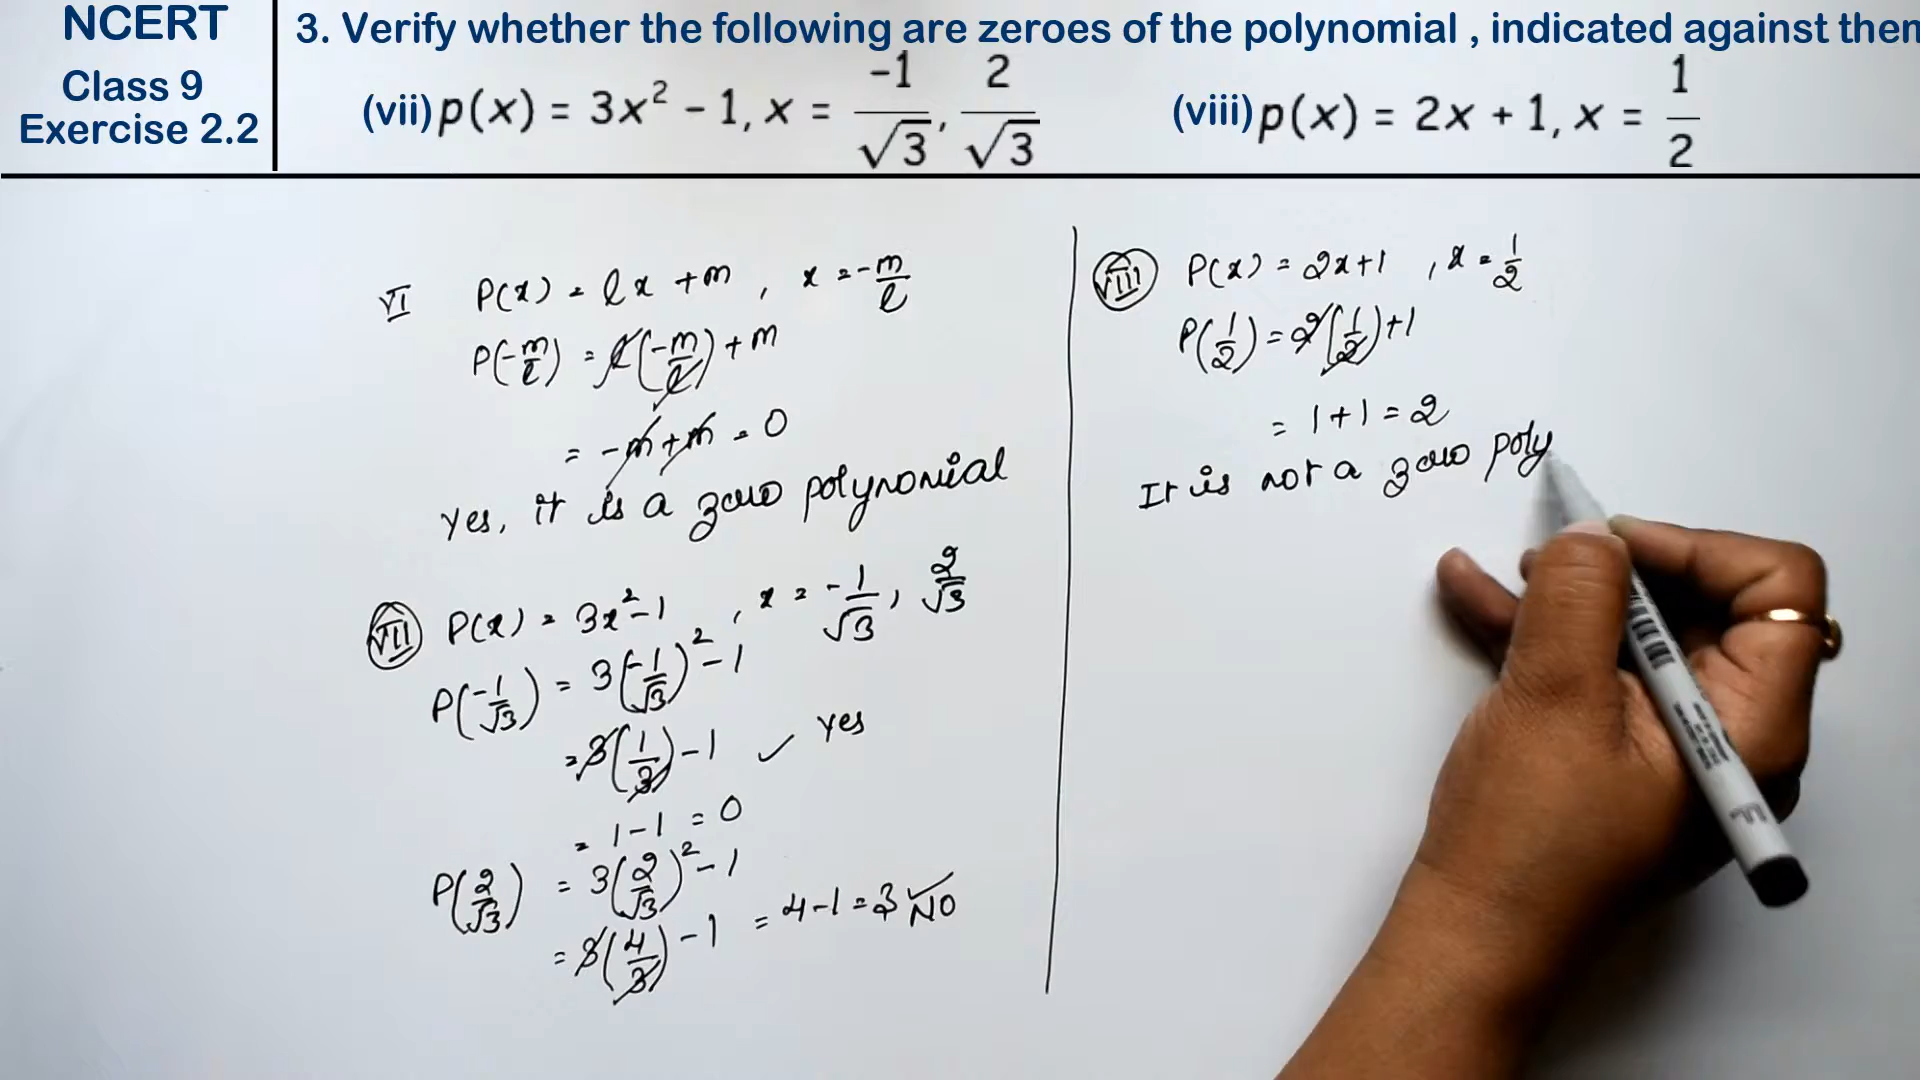 NCERT
Class 9
Exercise 2.2
3. Verify whether the following are zeroes of the polynomial , indicated against them
(vii) p(x) = 3x² - 1, x = -1/√3, 2/√3
(viii) p(x) = 2x + 1, x = 1/2
VI P(x) = lx + m, x = -m/l
P(-m/l) = l(-m/l) + m
= -m + m = 0
Yes, it is a zero polynomial
VII P(x) = 3x² - 1, x = -1/√3, 2/√3
P(-1/√3) = 3(-1/√3)² - 1
= 3(1/3) - 1 ✓ Yes
= 1 - 1 = 0
P(2/√3) = 3(2/√3)² - 1
= 3(4/3) - 1 = 4 - 1 = 3 ✓ NO
VIII P(x) = 2x + 1, x = 1/2
P(1/2) = 2(1/2) + 1
= 1 + 1 = 2
It is not a zero poly